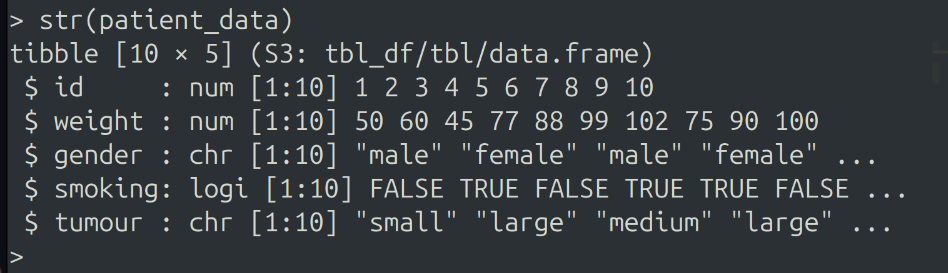 > str(patient_data)
tibble [10 × 5] (S3: tbl_df/tbl/data.frame)
 $ id     : num [1:10] 1 2 3 4 5 6 7 8 9 10
 $ weight : num [1:10] 50 60 45 77 88 99 102 75 90 100
 $ gender : chr [1:10] "male" "female" "male" "female" ...
 $ smoking: logi [1:10] FALSE TRUE FALSE TRUE TRUE FALSE ...
 $ tumour : chr [1:10] "small" "large" "medium" "large" ...
>